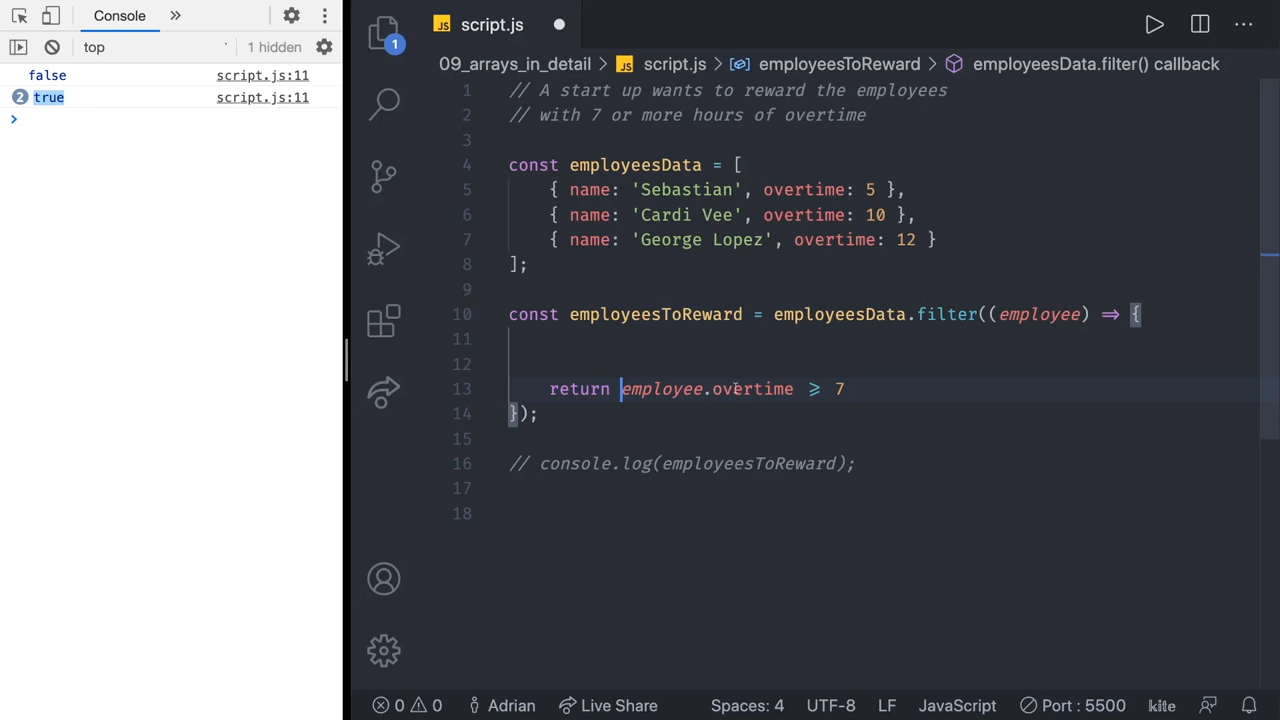 Console
top
1 hidden
false script.js:11
2 true script.js:11
1
JS script.js
09_arrays_in_detail > JS script.js > employeesToReward > employeesData.filter() callback
1 // A start up wants to reward the employees
2 // with 7 or more hours of overtime
3
4 const employeesData = [
5 { name: 'Sebastian', overtime: 5 },
6 { name: 'Cardi Vee', overtime: 10 },
7 { name: 'George Lopez', overtime: 12 }
8 ];
9
10 const employeesToReward = employeesData.filter((employee) => {
11
12
13 return employee.overtime >= 7
14 });
15
16 // console.log(employeesToReward);
17
18
0 0 Adrian Live Share Spaces: 4 UTF-8 LF JavaScript Port : 5500 kite